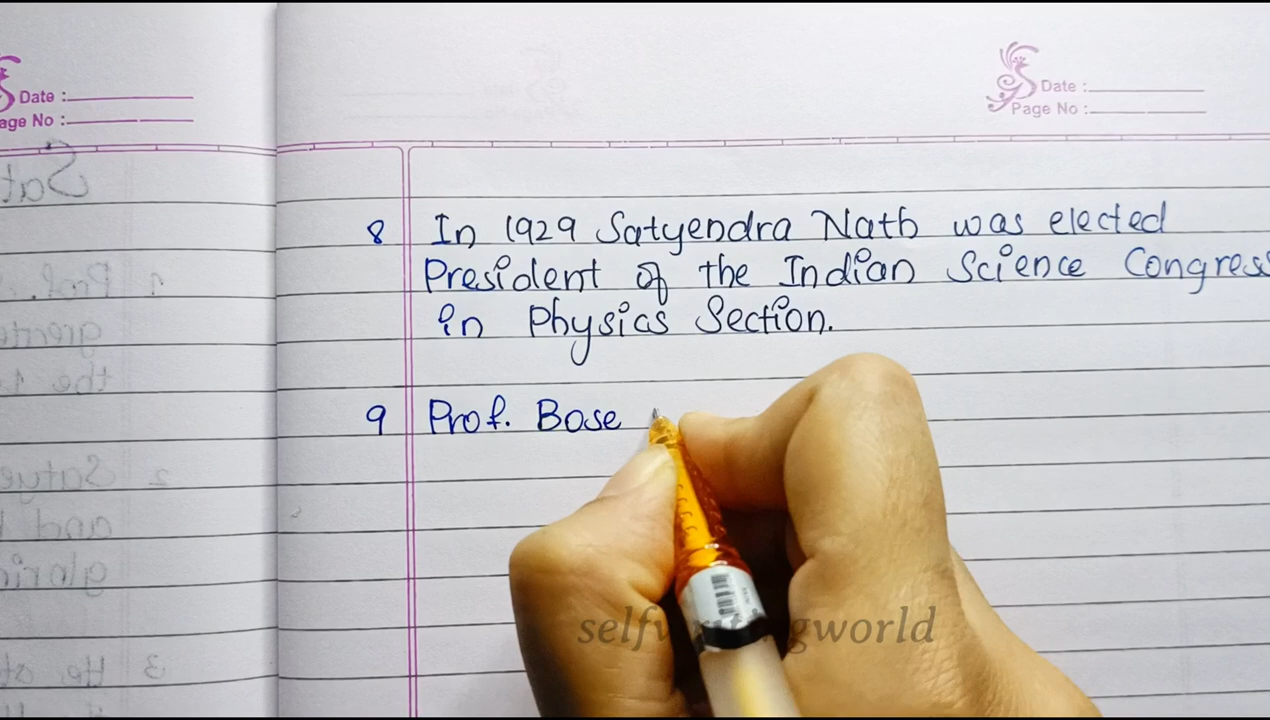 Date :
Page No :
Date :
age No :
8 In 1929 Satyendra Nath was elected
President of the Indian Science Congress
in Physics Section.
9 Prof. Bose